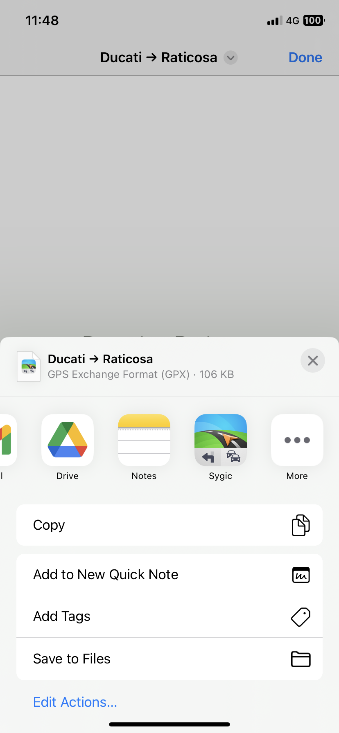 11:48
4G 100
Ducati → Raticosa
Done
Ducati → Raticosa
GPS Exchange Format (GPX) · 106 KB
l
Drive
Notes
Sygic
More
Copy
Add to New Quick Note
Add Tags
Save to Files
Edit Actions...